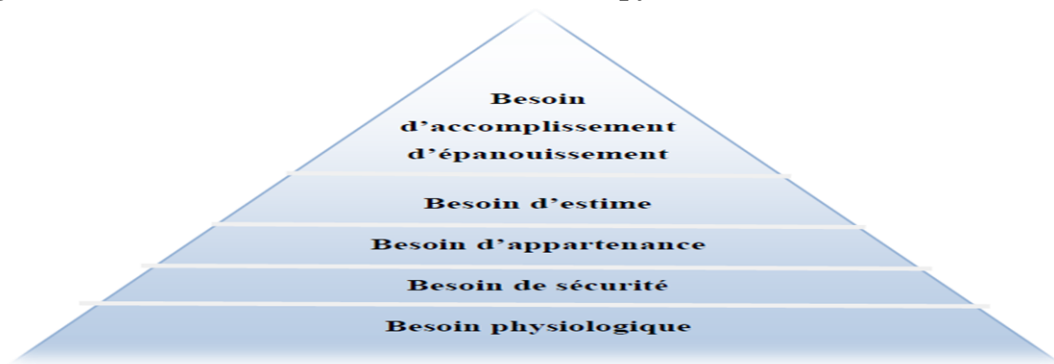 Besoin
d'accomplissement
d'épanouissement
Besoin d'estime
Besoin d'appartenance
Besoin de sécurité
Besoin physiologique